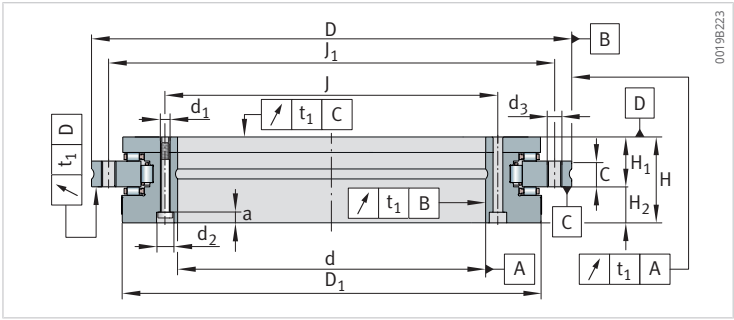 D
B
0019B223
J₁
J
d₁
↗ t₁ C
d₃
D
↗ t₁ D
H₁
C
H
a
↗ t₁ B
H₂
C
d₂
d
A
↗ t₁ A
D₁